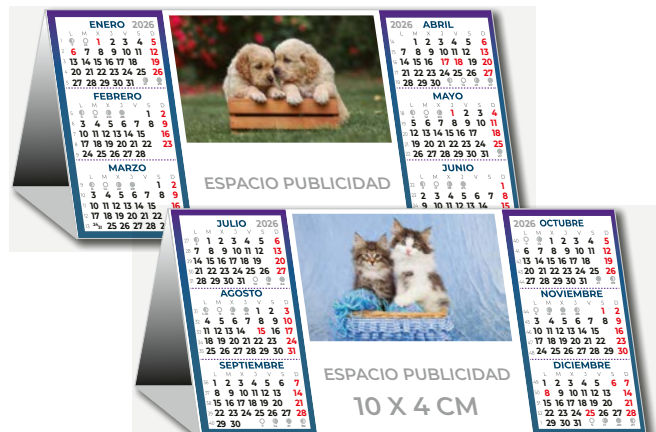 ENERO 2026
L M X J V S D
1 2 3 4 5
6 7 8 9 10 11 12
13 14 15 16 17 18 19
20 21 22 23 24 25 26
27 28 29 30 31
FEBRERO
L M X J V S D
1 2
3 4 5 6 7 8 9
10 11 12 13 14 15 16
17 18 19 20 21 22 23
24 25 26 27 28
MARZO
L M X J V S D
1 2
3 4 5 6 7 8 9
ESPACIO PUBLICIDAD
2026 ABRIL
L M X J V S D
1 2 3 4 5 6
7 8 9 10 11 12 13
14 15 16 17 18 19 20
21 22 23 24 25 26 27
28 29 30
MAYO
L M X J V S D
1 2 3 4
5 6 7 8 9 10 11
12 13 14 15 16 17 18
19 20 21 22 23 24 25
26 27 28 29 30 31
JUNIO
L M X J V S D
1
2 3 4 5 6 7 8
9 10 11 12 13 14 15
JULIO 2026
L M X J V S D
1 2 3 4 5 6
7 8 9 10 11 12 13
14 15 16 17 18 19 20
21 22 23 24 25 26 27
28 29 30 31
AGOSTO
L M X J V S D
1 2 3
4 5 6 7 8 9 10
11 12 13 14 15 16 17
18 19 20 21 22 23 24
25 26 27 28 29 30 31
SEPTIEMBRE
L M X J V S D
1 2 3 4 5 6 7
8 9 10 11 12 13 14
15 16 17 18 19 20 21
22 23 24 25 26 27 28
29 30
ESPACIO PUBLICIDAD
10 X 4 CM
2026 OCTUBRE
L M X J V S D
1 2 3 4 5
6 7 8 9 10 11 12
13 14 15 16 17 18 19
20 21 22 23 24 25 26
27 28 29 30 31
NOVIEMBRE
L M X J V S D
1 2
3 4 5 6 7 8 9
10 11 12 13 14 15 16
17 18 19 20 21 22 23
24 25 26 27 28 29 30
DICIEMBRE
L M X J V S D
1 2 3 4 5 6 7
8 9 10 11 12 13 14
15 16 17 18 19 20 21
22 23 24 25 26 27 28
29 30 31